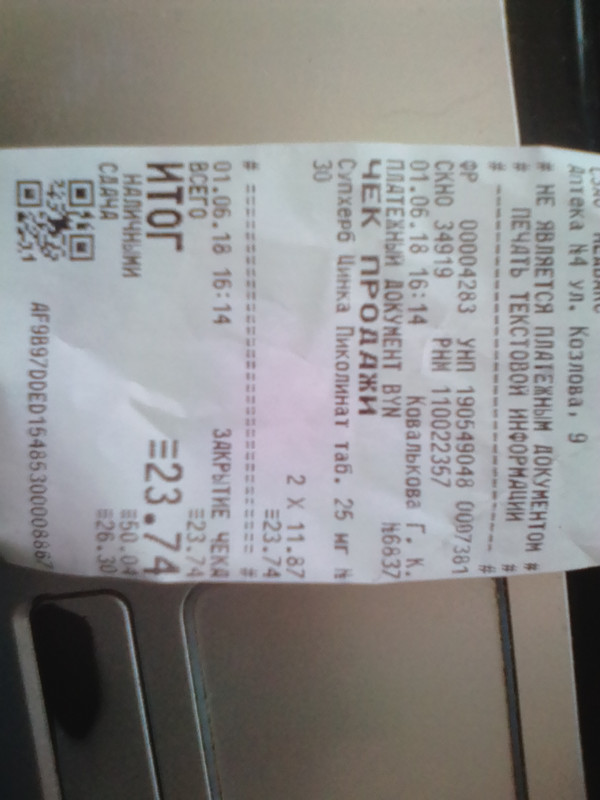 Аптека N4 ул. Козлова, 9
# НЕ ЯВЛЯЕТСЯ ПЛАТЕЖНЫМ ДОКУМЕНТОМ #
# ПЕЧАТЬ ТЕКСТОВОЙ ИНФОРМАЦИИ #
# ------------------------------ #
ФР 00004283 УНП 190549048 0007381
СКНО 34919 РНМ 110022357
01.06.18 16:14 Ковалькова Г. К.
ПЛАТЕЖНЫЙ ДОКУМЕНТ BYN №6837
ЧЕК ПРОДАЖИ
Супхерб Цинка Пиколинат таб. 25 мг N
30
2 X 11.87
=23.74
# ============================== #
01.06.18 16:14 ЗАКРЫТИЕ ЧЕКА
ВСЕГО =23.74
ИТОГ =23.74
НАЛИЧНЫМИ =50.04
СДАЧА =26.30